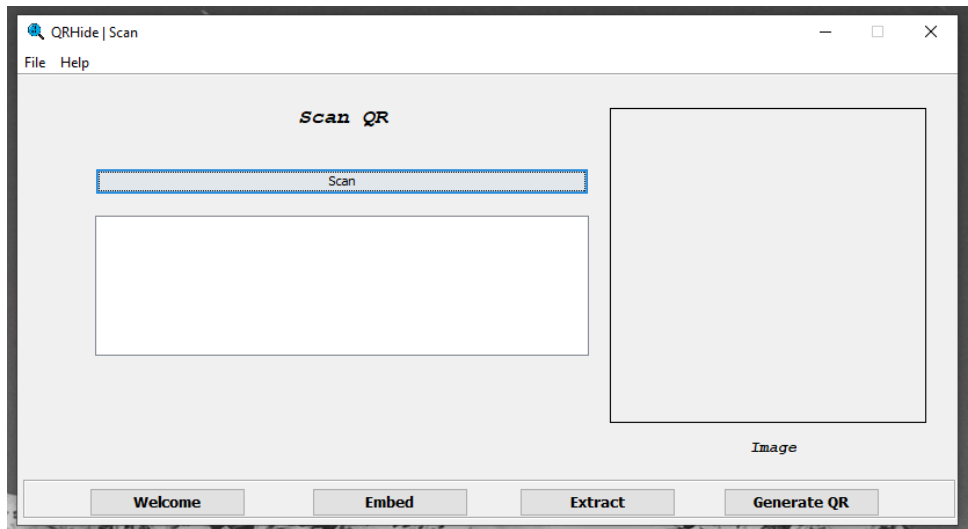 QRHide | Scan
File Help
Scan QR
Scan
Image
Welcome Embed Extract Generate QR